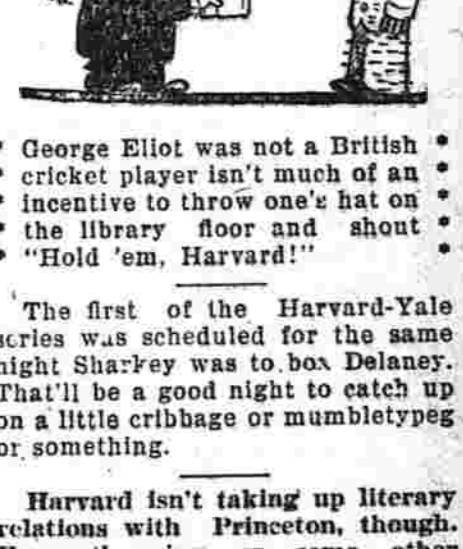 George Eliot was not a British *
* cricket player isn't much of an *
* incentive to throw one's hat on *
* the library floor and shout *
* "Hold 'em, Harvard!" *
The first of the Harvard-Yale
series was scheduled for the same
night Sharkey was to box Delaney.
That'll be a good night to catch up
on a little cribbage or mumbletypeg
or something.
Harvard isn't taking up literary
relations with Princeton, though.